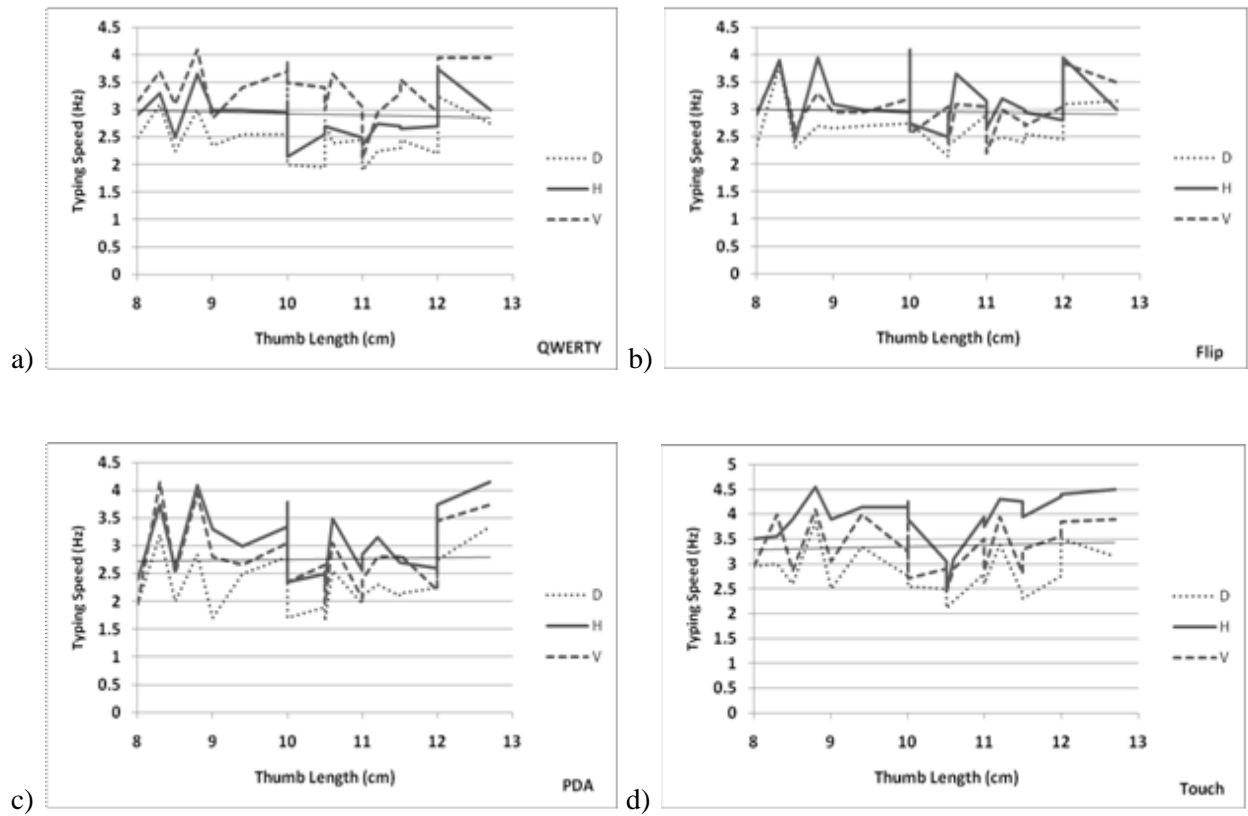 4.5
4
3.5
3
2.5
2
1.5
1
0.5
0
Typing Speed (Hz)
8 9 10 11 12 13
Thumb Length (cm)
D
H
V
QWERTY
a)
4.5
4
3.5
3
2.5
2
1.5
1
0.5
0
Typing Speed (Hz)
8 9 10 11 12 13
Thumb Length (cm)
D
H
V
Flip
b)
4.5
4
3.5
3
2.5
2
1.5
1
0.5
0
Typing Speed (Hz)
8 9 10 11 12 13
Thumb Length (cm)
D
H
V
PDA
c)
5
4.5
4
3.5
3
2.5
2
1.5
1
0.5
0
Typing Speed (Hz)
8 9 10 11 12 13
Thumb Length (cm)
D
H
V
Touch
d)